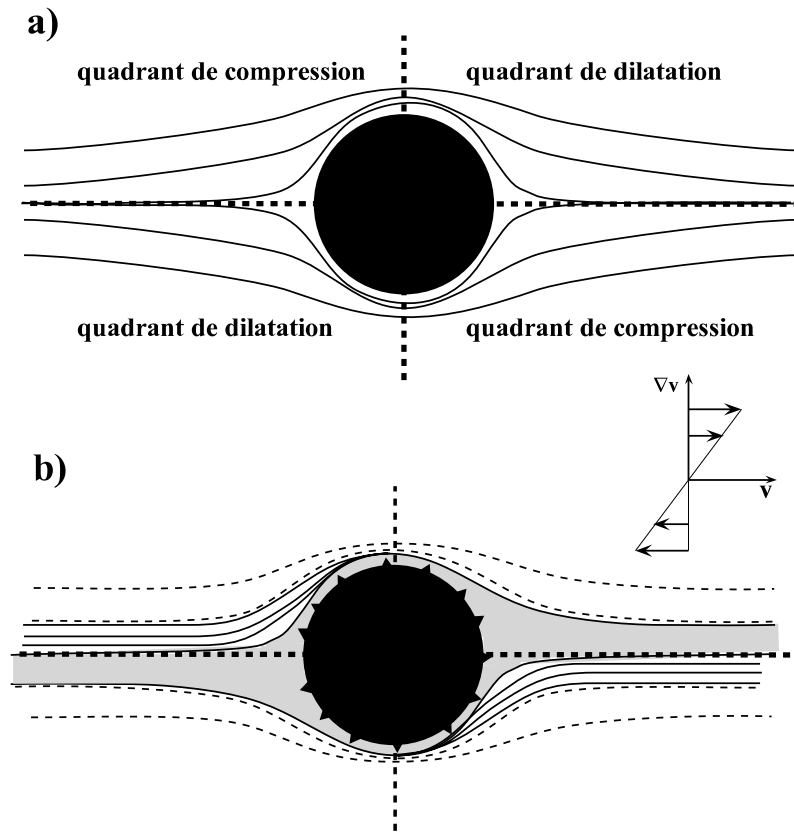 a)
quadrant de compression
quadrant de dilatation
quadrant de dilatation
quadrant de compression
∇v
v
b)